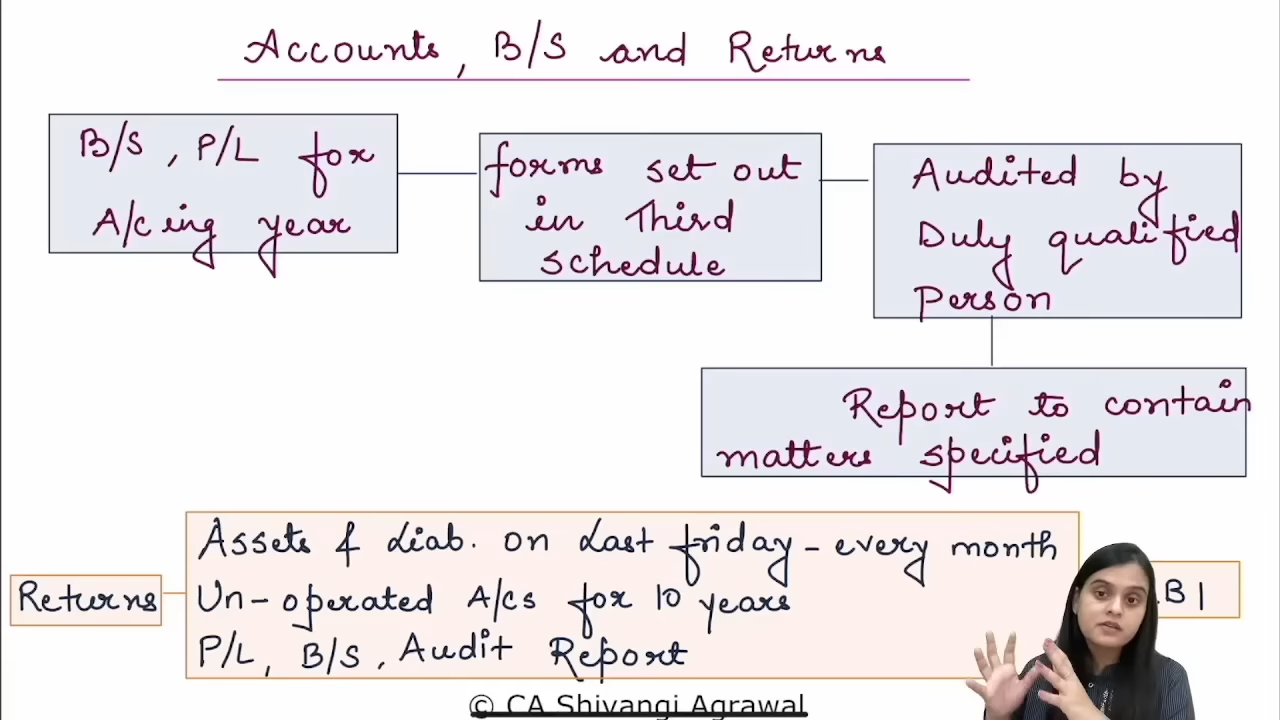 Accounts, B/S and Returns
B/S, P/L for
A/cing year
forms set out
in Third
schedule
Audited by
Duly qualified
Person
Report to contain
matters specified
Assets & Liab. on Last friday - every month
Returns
Un-operated A/cs for 10 years
P/L, B/S, Audit Report
.B I
© CA Shivangi Agrawal